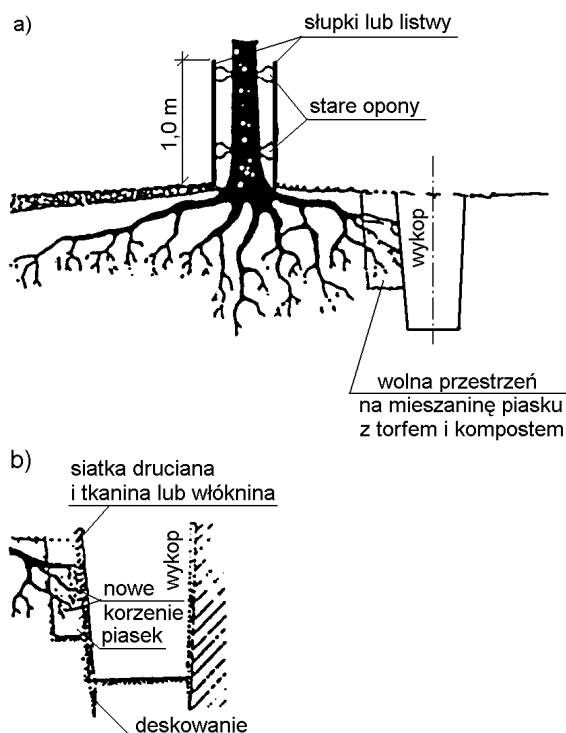 a)
słupki lub listwy
stare opony
1,0 m
wykop
wolna przestrzeń
na mieszaninę piasku
z torfem i kompostem
b)
siatka druciana
i tkanina lub włóknina
wykop
nowe
korzenie
piasek
deskowanie